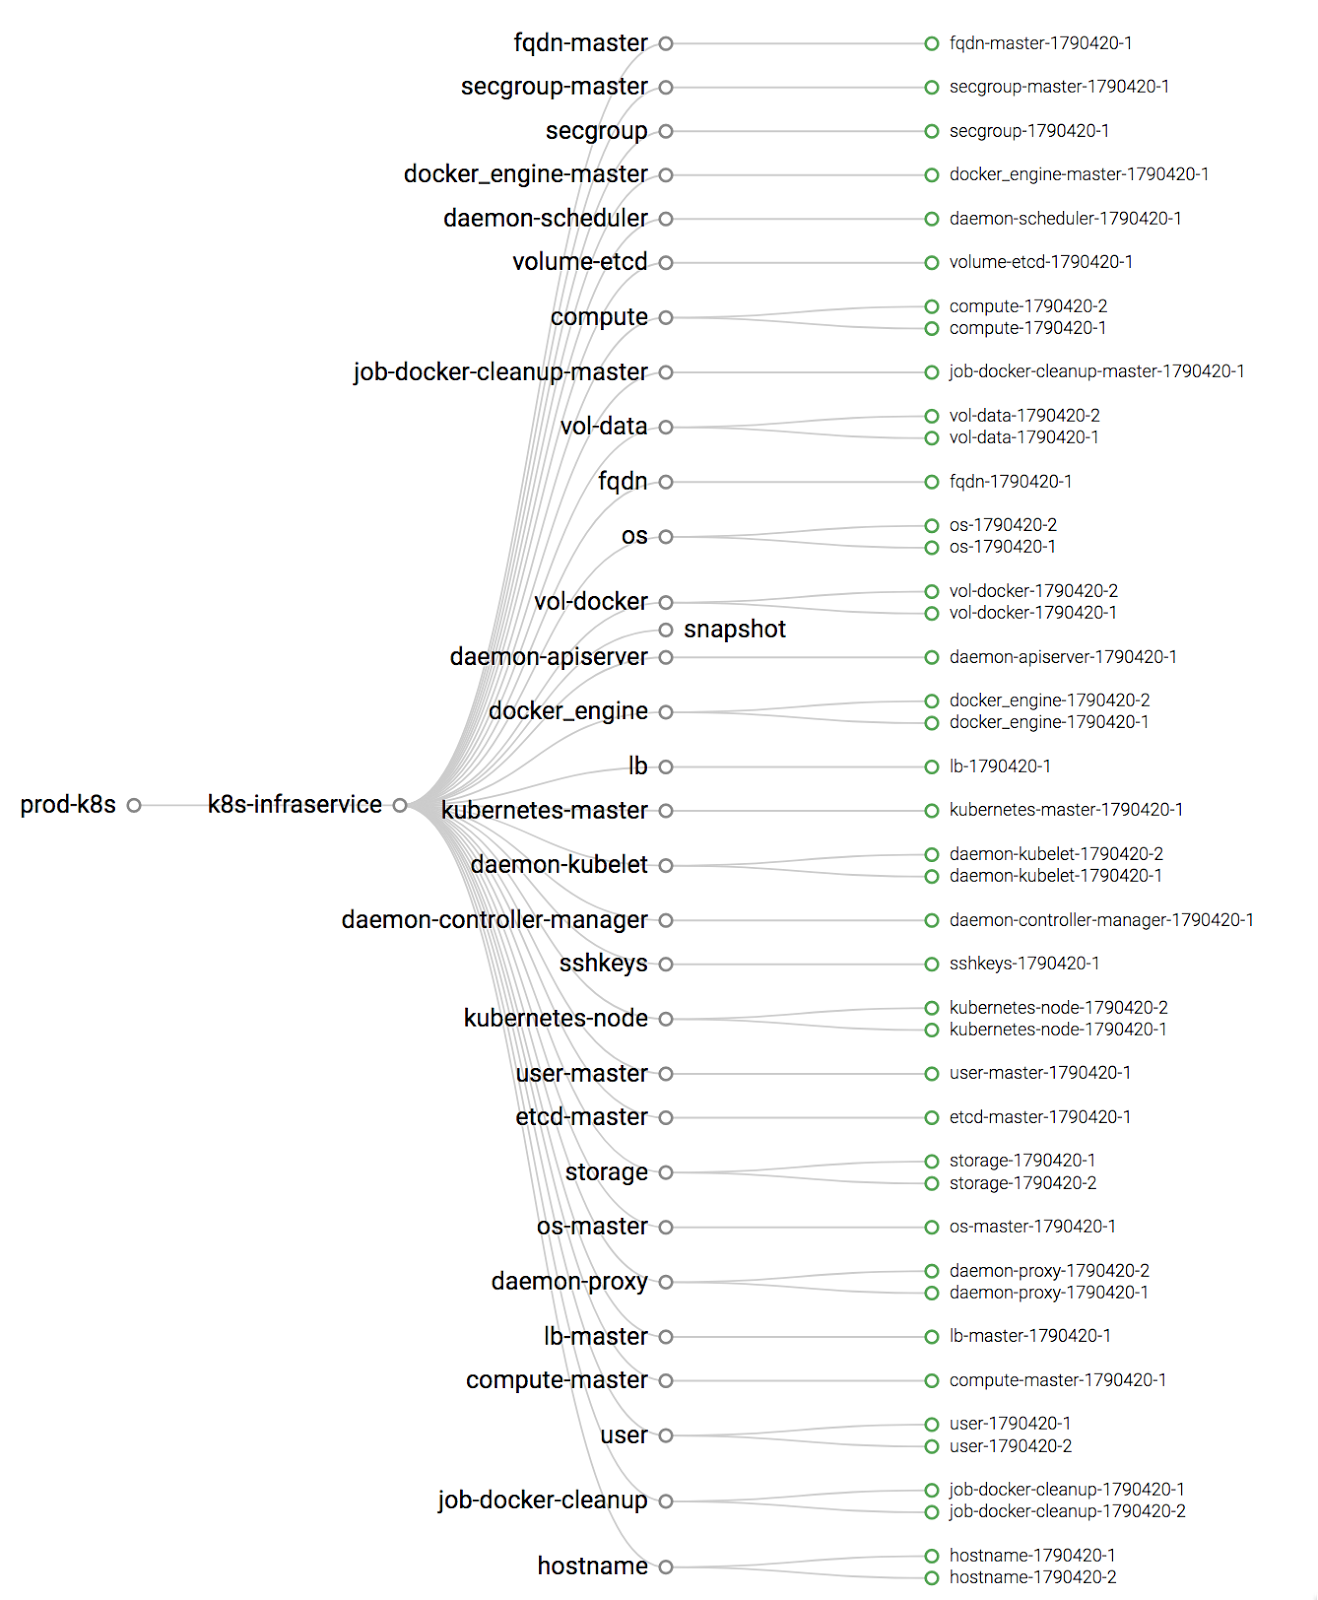 fqdn-master fqdn-master-1790420-1
secgroup-master secgroup-master-1790420-1
secgroup secgroup-1790420-1
docker_engine-master docker_engine-master-1790420-1
daemon-scheduler daemon-scheduler-1790420-1
volume-etcd volume-etcd-1790420-1
compute-1790420-2
compute
compute-1790420-1
job-docker-cleanup-master job-docker-cleanup-master-1790420-1
vol-data-1790420-2
vol-data
vol-data-1790420-1
fqdn fqdn-1790420-1
os-1790420-2
os
os-1790420-1
vol-docker-1790420-2
vol-docker
vol-docker-1790420-1
snapshot
daemon-apiserver daemon-apiserver-1790420-1
docker_engine-1790420-2
docker_engine
docker_engine-1790420-1
lb lb-1790420-1
prod-k8s k8s-infraservice
kubernetes-master kubernetes-master-1790420-1
daemon-kubelet-1790420-2
daemon-kubelet
daemon-kubelet-1790420-1
daemon-controller-manager daemon-controller-manager-1790420-1
sshkeys sshkeys-1790420-1
kubernetes-node-1790420-2
kubernetes-node
kubernetes-node-1790420-1
user-master user-master-1790420-1
etcd-master etcd-master-1790420-1
storage-1790420-1
storage
storage-1790420-2
os-master os-master-1790420-1
daemon-proxy-1790420-2
daemon-proxy
daemon-proxy-1790420-1
lb-master lb-master-1790420-1
compute-master compute-master-1790420-1
user-1790420-1
user
user-1790420-2
job-docker-cleanup-1790420-1
job-docker-cleanup
job-docker-cleanup-1790420-2
hostname-1790420-1
hostname
hostname-1790420-2